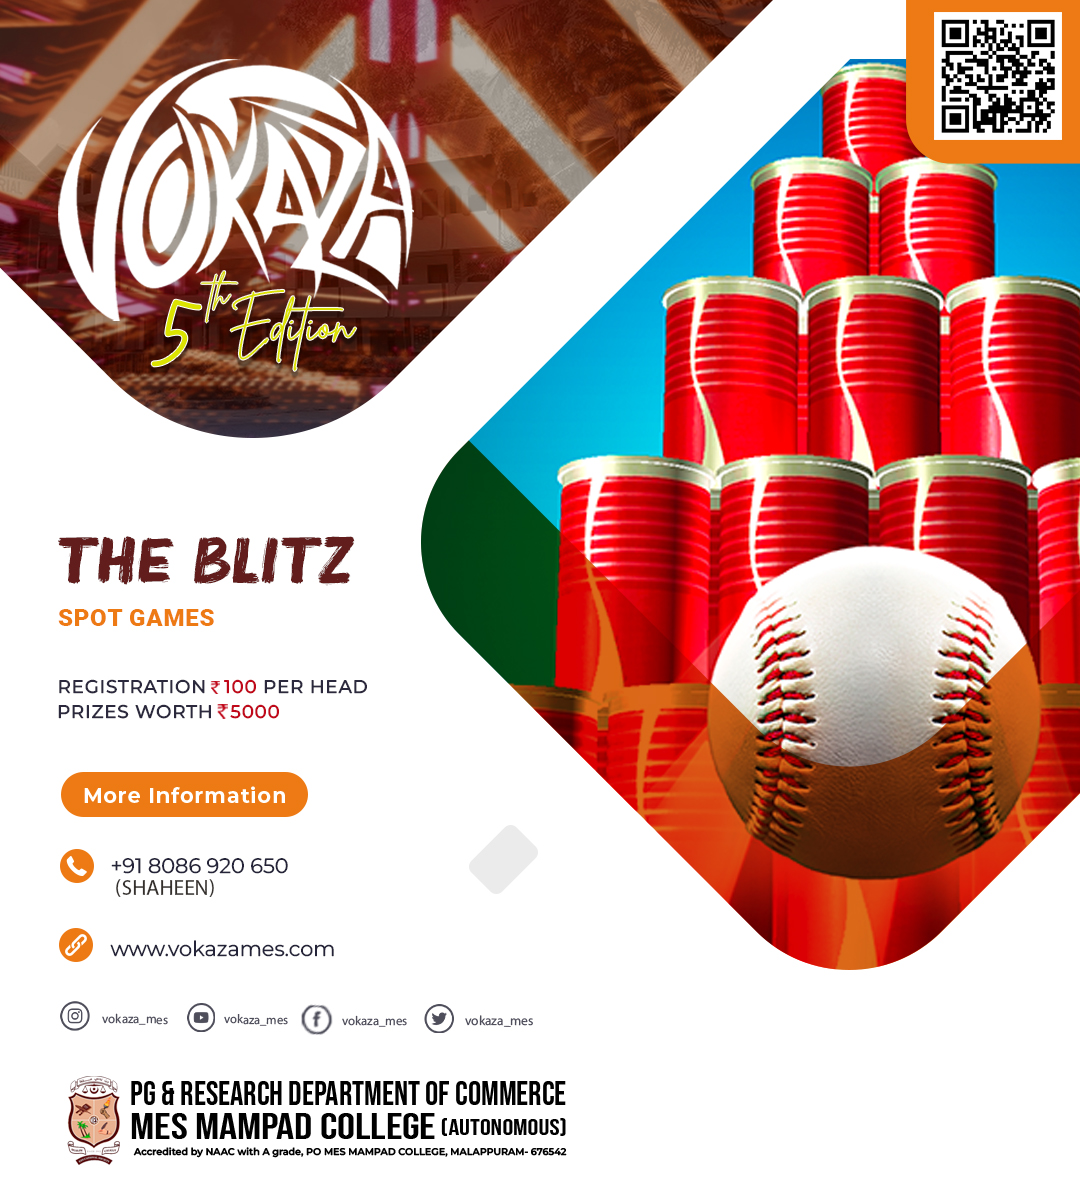 VOKAZA
5th Edition
THE BLITZ
SPOT GAMES
REGISTRATION ₹100 PER HEAD
PRIZES WORTH ₹5000
More Information
+91 8086 920 650
(SHAHEEN)
www.vokazames.com
vokaza_mes vokaza_mes vokaza_mes vokaza_mes
PG & RESEARCH DEPARTMENT OF COMMERCE
MES MAMPAD COLLEGE (AUTONOMOUS)
Accredited by NAAC with A grade, PO MES MAMPAD COLLEGE, MALAPPURAM- 676542